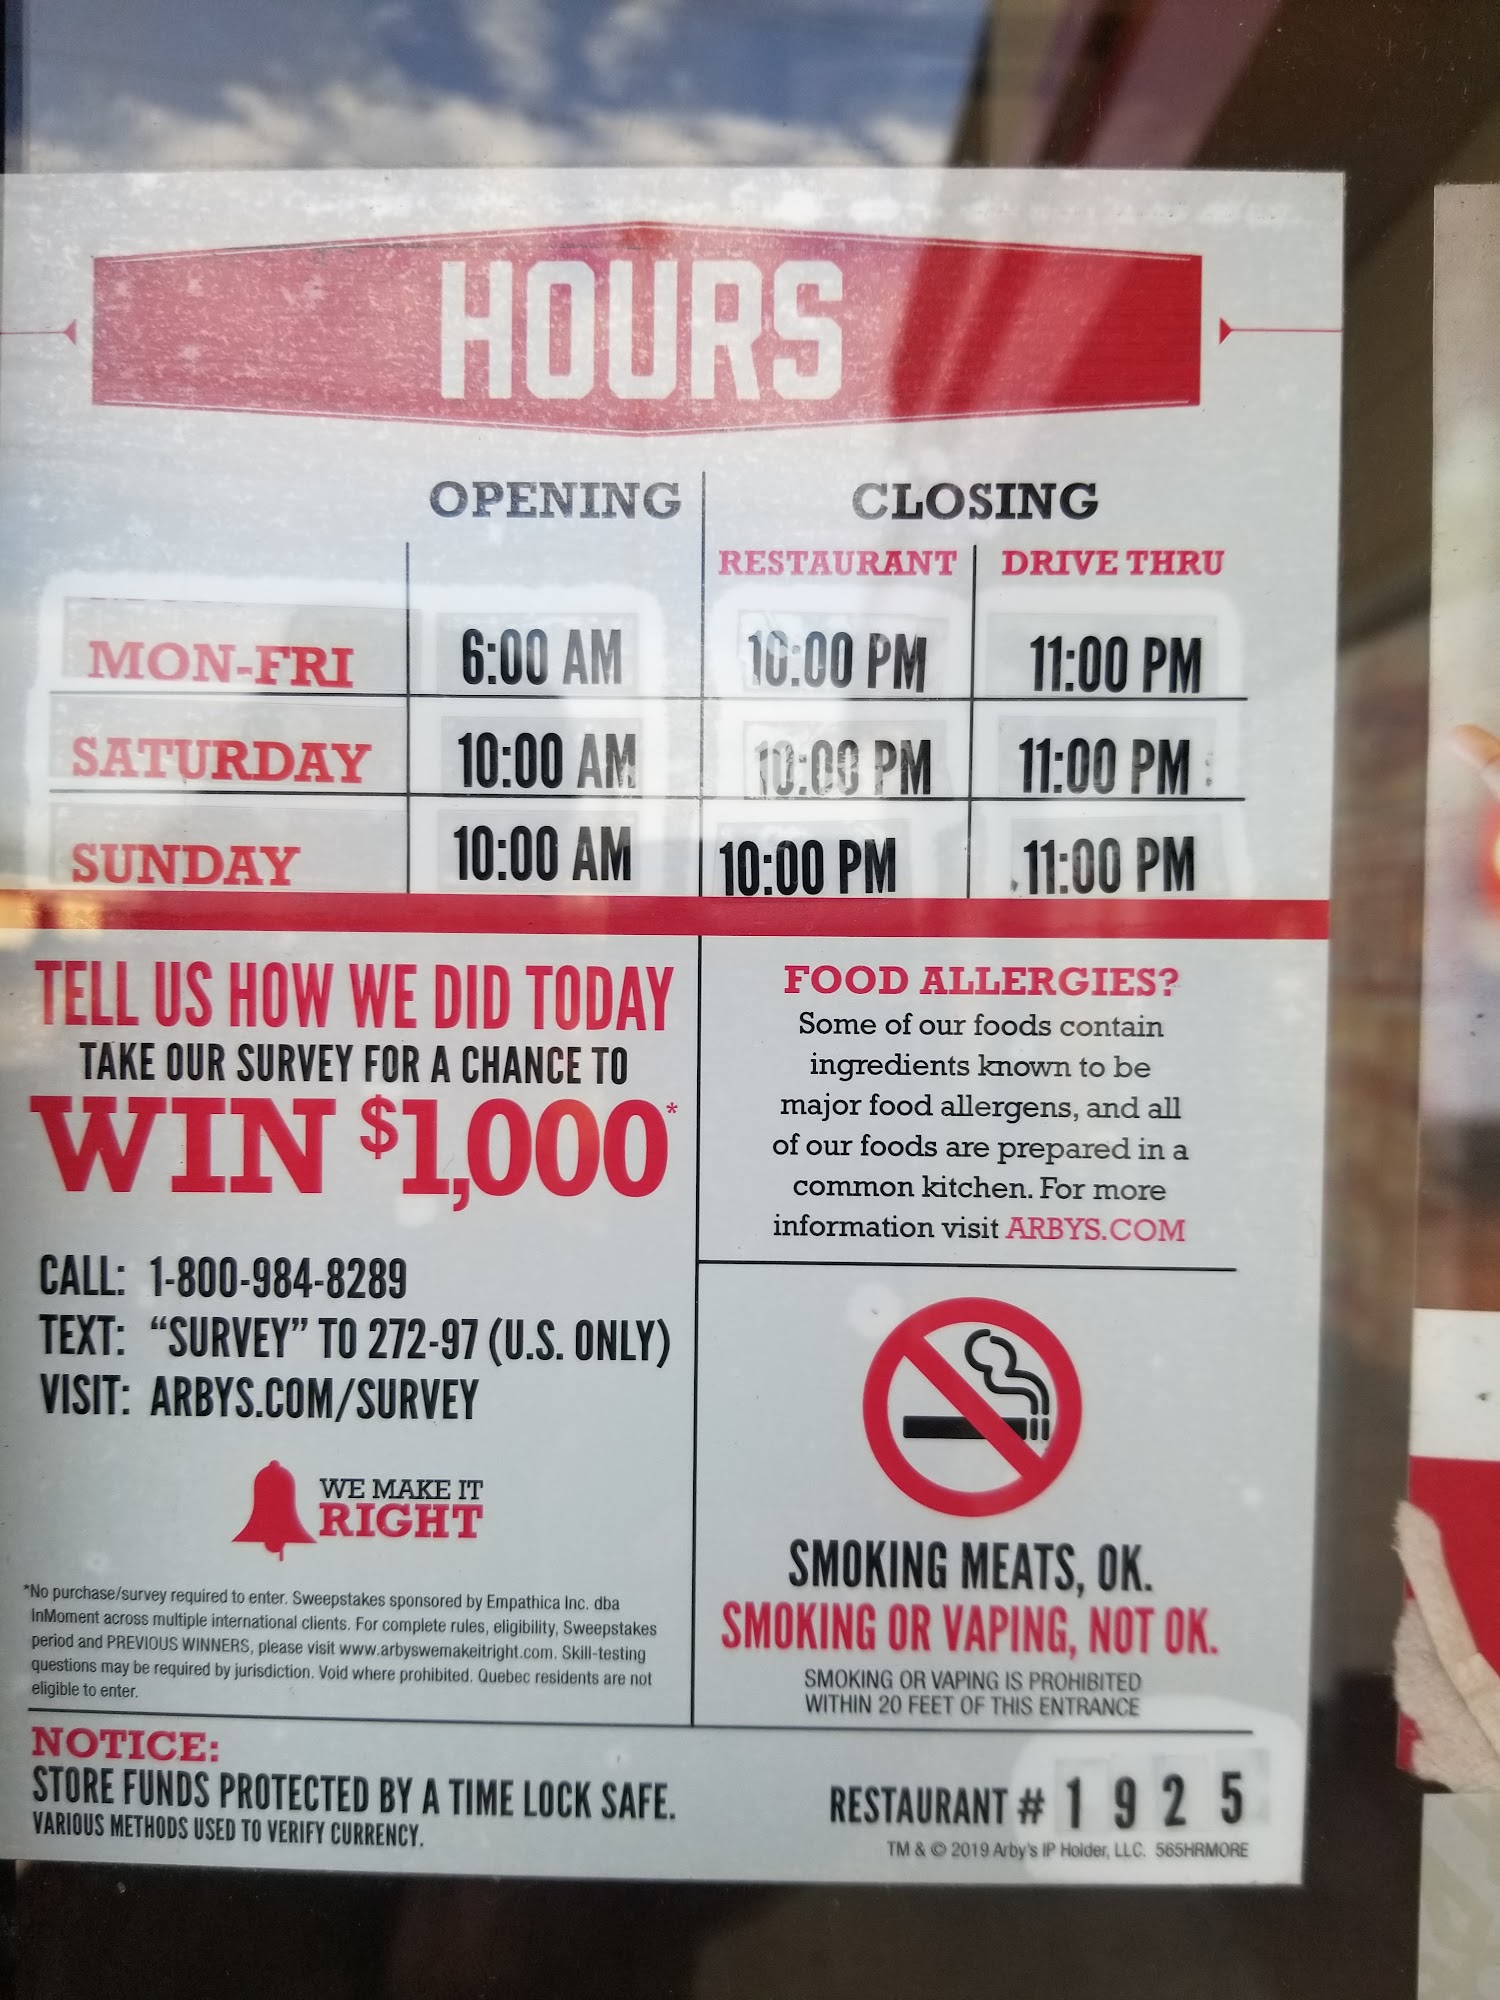 HOURS
OPENING CLOSING
RESTAURANT DRIVE THRU
MON-FRI 6:00 AM 10:00 PM 11:00 PM
SATURDAY 10:00 AM 10:00 PM 11:00 PM
SUNDAY 10:00 AM 10:00 PM 11:00 PM
TELL US HOW WE DID TODAY
TAKE OUR SURVEY FOR A CHANCE TO
WIN $1,000*
CALL: 1-800-984-8289
TEXT: “SURVEY” TO 272-97 (U.S. ONLY)
VISIT: ARBYS.COM/SURVEY
WE MAKE IT
RIGHT
*No purchase/survey required to enter. Sweepstakes sponsored by Empathica Inc. dba
InMoment across multiple international clients. For complete rules, eligibility, Sweepstakes
period and PREVIOUS WINNERS, please visit www.arbyswemakeitright.com. Skill-testing
questions may be required by jurisdiction. Void where prohibited. Quebec residents are not
eligible to enter.
FOOD ALLERGIES?
Some of our foods contain
ingredients known to be
major food allergens, and all
of our foods are prepared in a
common kitchen. For more
information visit ARBYS.COM
SMOKING MEATS, OK.
SMOKING OR VAPING, NOT OK.
SMOKING OR VAPING IS PROHIBITED
WITHIN 20 FEET OF THIS ENTRANCE
NOTICE:
STORE FUNDS PROTECTED BY A TIME LOCK SAFE.
VARIOUS METHODS USED TO VERIFY CURRENCY.
RESTAURANT # 1 9 2 5
TM & © 2019 Arby's IP Holder, LLC. 565HRMORE